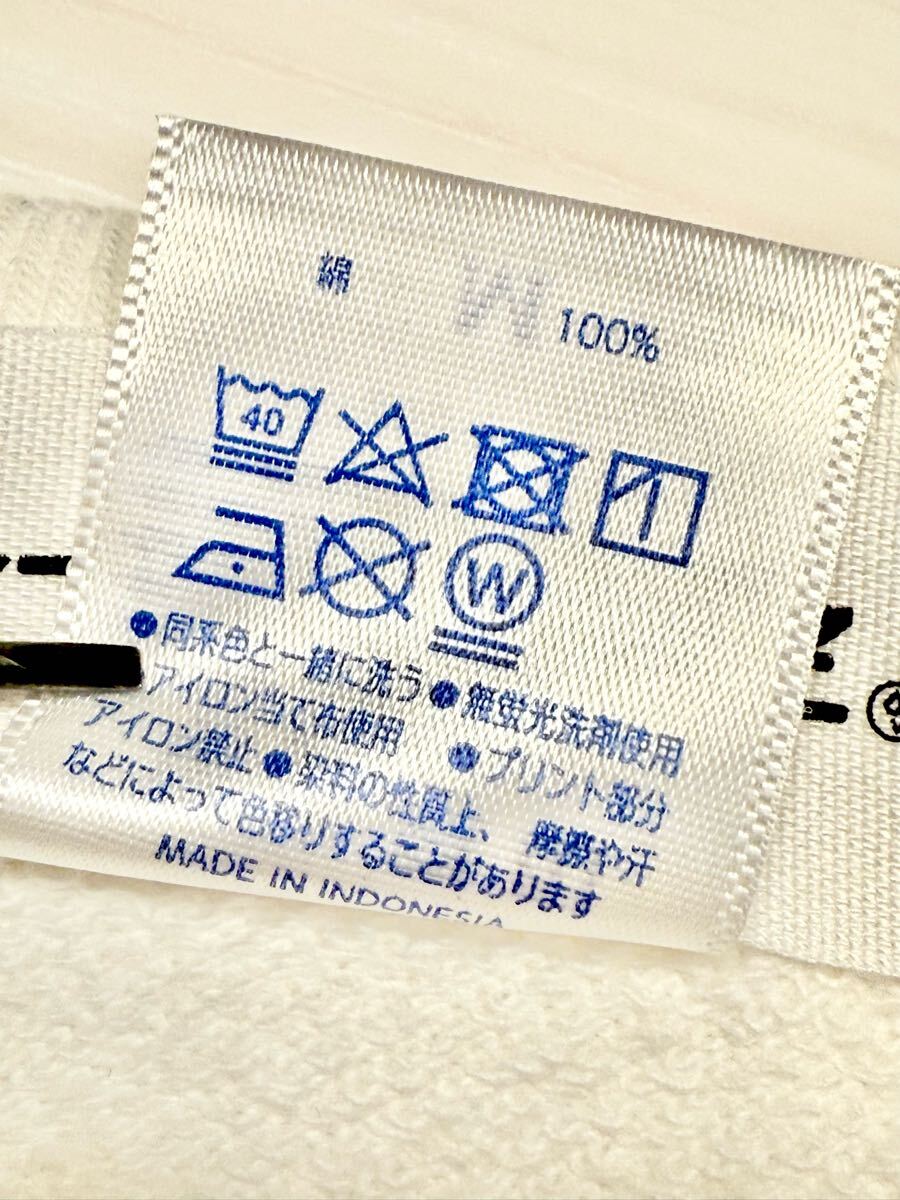 綿 100%
40
W
●同系色と一緒に洗う ●無蛍光洗剤使用
アイロン当て布使用 ●プリント部分
アイロン禁止 ●染料の性質上、摩擦や汗
などによって色移りすることがあります
MADE IN INDONESIA